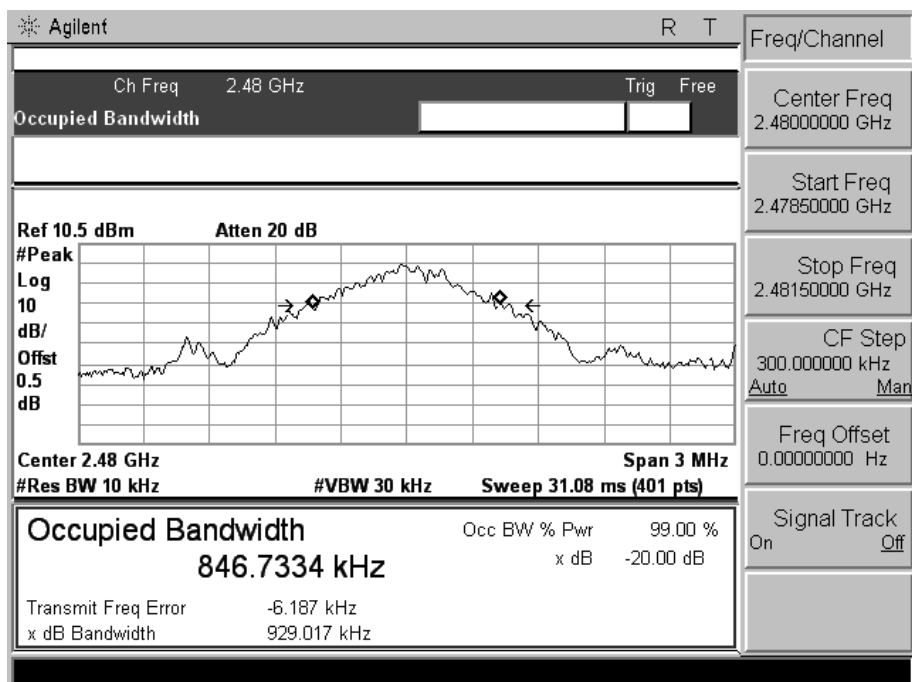 Agilent R T
Ch Freq 2.48 GHz Trig Free
Occupied Bandwidth
Ref 10.5 dBm Atten 20 dB
#Peak
Log
10
dB/
Offst
0.5
dB
Center 2.48 GHz Span 3 MHz
#Res BW 10 kHz #VBW 30 kHz Sweep 31.08 ms (401 pts)
Occupied Bandwidth Occ BW % Pwr 99.00 %
846.7334 kHz x dB -20.00 dB
Transmit Freq Error -6.187 kHz
x dB Bandwidth 929.017 kHz
Freq/Channel
Center Freq
2.48000000 GHz
Start Freq
2.47850000 GHz
Stop Freq
2.48150000 GHz
CF Step
300.000000 kHz
Auto Man
Freq Offset
0.00000000 Hz
Signal Track
On Off